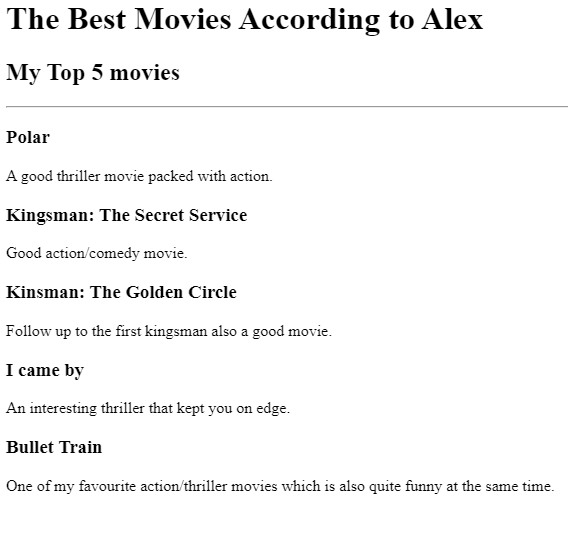 The Best Movies According to Alex
My Top 5 movies
Polar
A good thriller movie packed with action.
Kingsman: The Secret Service
Good action/comedy movie.
Kinsman: The Golden Circle
Follow up to the first kingsman also a good movie.
I came by
An interesting thriller that kept you on edge.
Bullet Train
One of my favourite action/thriller movies which is also quite funny at the same time.